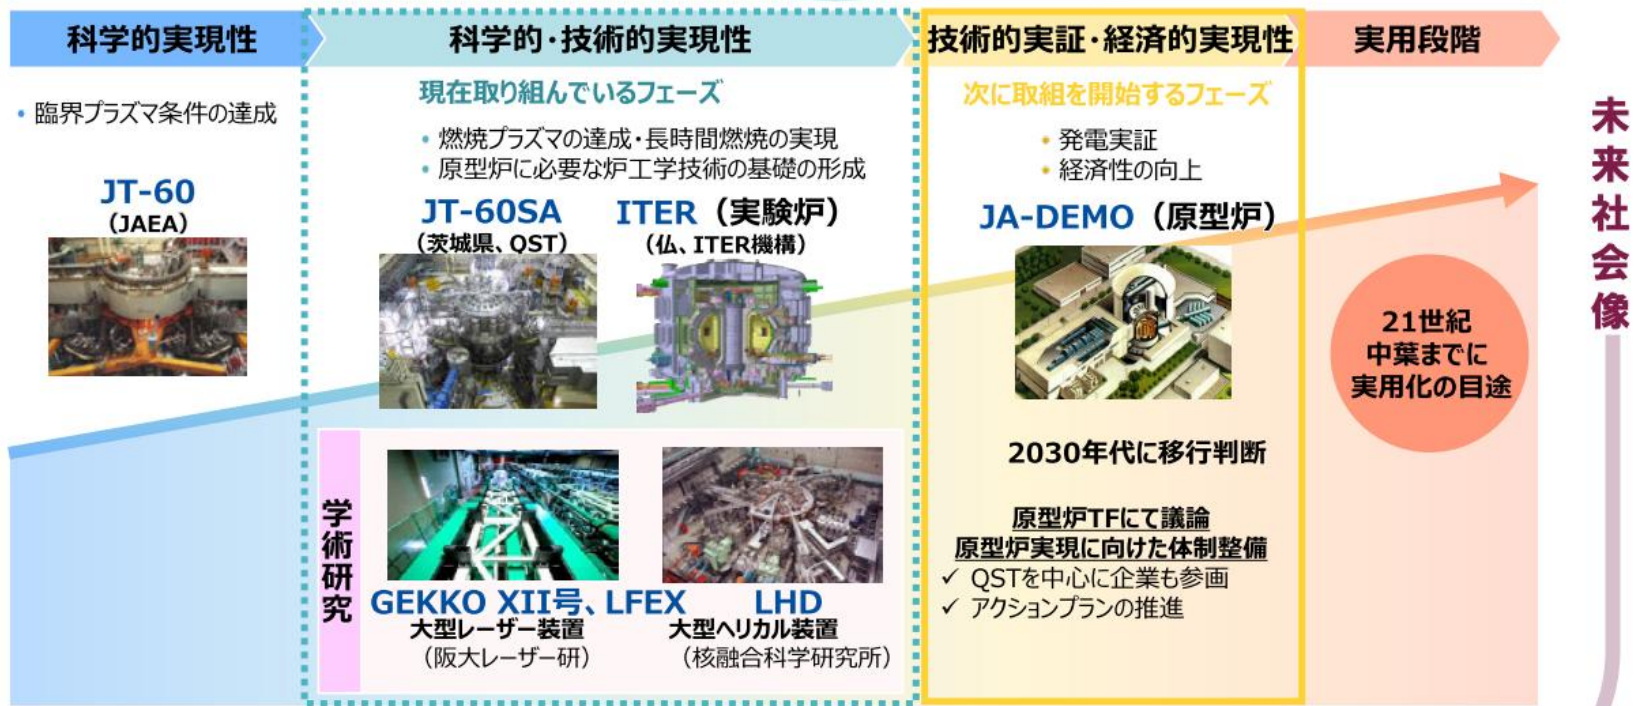 科学的実現性
・臨界プラズマ条件の達成
JT-60
（JAEA）
科学的・技術的実現性
現在取り組んでいるフェーズ
・燃焼プラズマの達成・長時間燃焼の実現
・原型炉に必要な炉工学技術の基礎の形成
JT-60SA
（茨城県、QST）
ITER（実験炉）
（仏、ITER機構）
学術研究
GEKKO XII号、LFEX
大型レーザー装置
（阪大レーザー研）
LHD
大型ヘリカル装置
（核融合科学研究所）
技術的実証・経済的実現性
次に取組を開始するフェーズ
・発電実証
・経済性の向上
JA-DEMO（原型炉）
2030年代に移行判断
原型炉TFにて議論
原型炉実現に向けた体制整備
✓ QSTを中心に企業も参画
✓ アクションプランの推進
実用段階
21世紀
中葉までに
実用化の目途
未来社会像